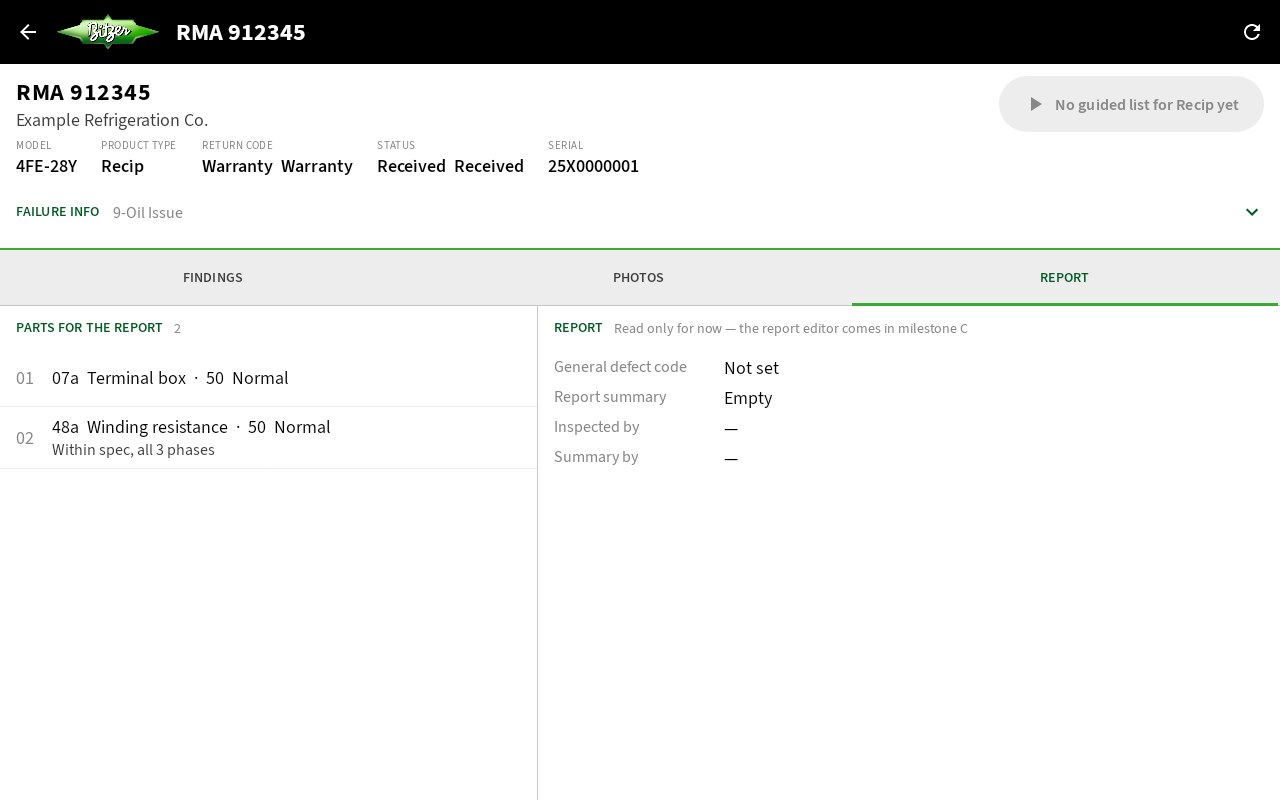 Bitzer
RMA 912345
RMA 912345
Example Refrigeration Co.
No guided list for Recip yet
MODEL
4FE-28Y
PRODUCT TYPE
Recip
RETURN CODE
Warranty Warranty
STATUS
Received Received
SERIAL
25X0000001
FAILURE INFO 9-Oil Issue
FINDINGS
PHOTOS
REPORT
PARTS FOR THE REPORT 2
01 07a Terminal box · 50 Normal
02 48a Winding resistance · 50 Normal
Within spec, all 3 phases
REPORT Read only for now — the report editor comes in milestone C
General defect code Not set
Report summary Empty
Inspected by —
Summary by —